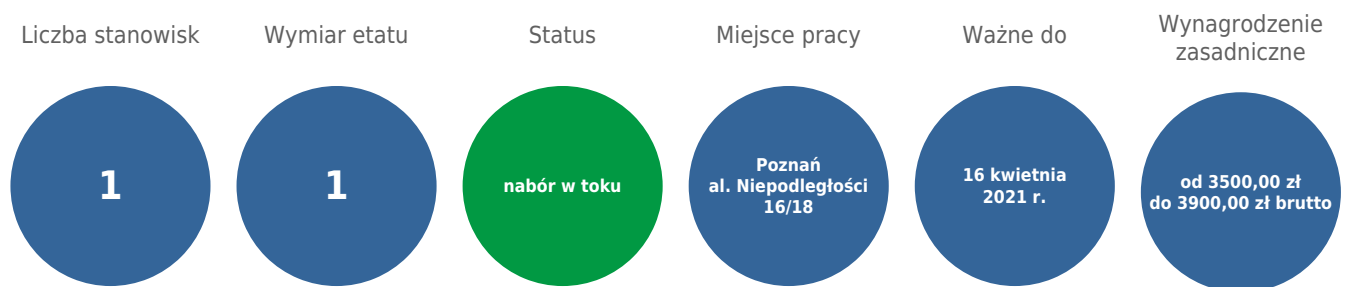 Liczba stanowisk
1
Wymiar etatu
1
Status
nabór w toku
Miejsce pracy
Poznań
al. Niepodległości
16/18
Ważne do
16 kwietnia
2021 r.
Wynagrodzenie
zasadnicze
od 3500,00 zł
do 3900,00 zł brutto